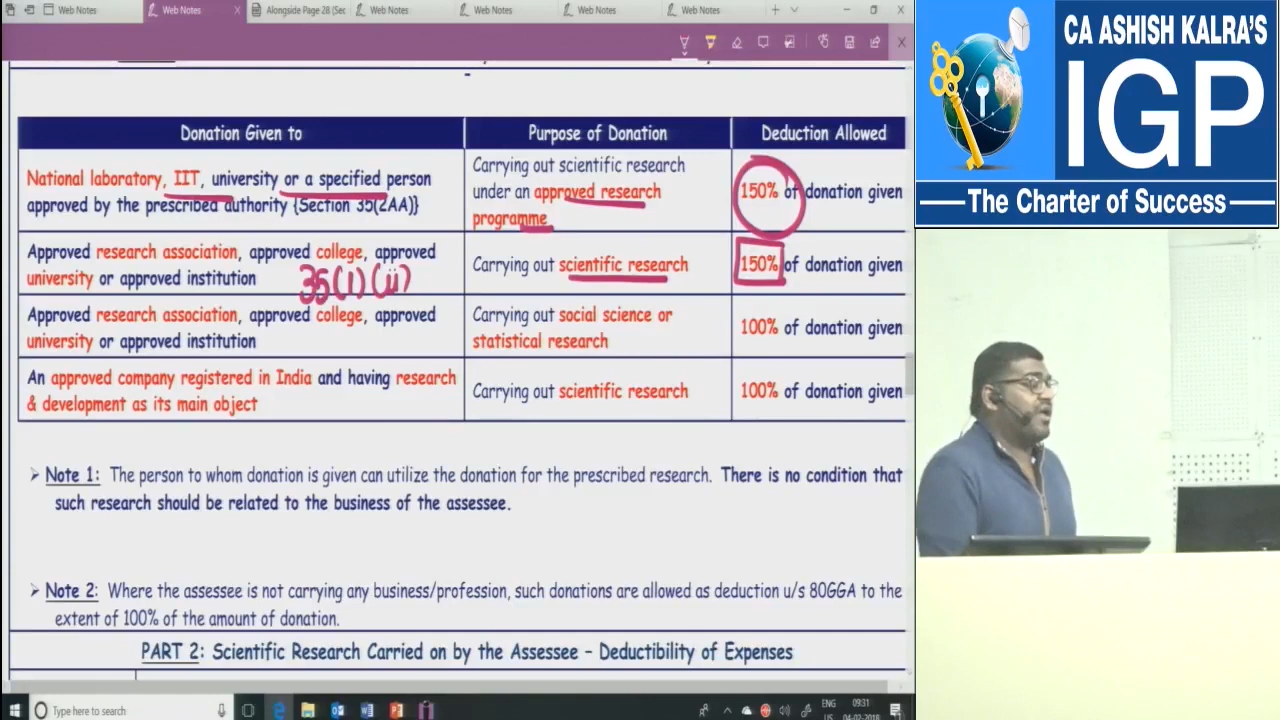 Web Notes
Web Notes
Alongside Page 28 (Sec
Web Notes
Web Notes
Web Notes
Web Notes
CA ASHISH KALRA'S
IGP
The Charter of Success
Donation Given to
Purpose of Donation
Deduction Allowed
National laboratory, IIT, university or a specified person
approved by the prescribed authority {Section 35(2AA)}
Carrying out scientific research
under an approved research
programme
150% of donation given
Approved research association, approved college, approved
university or approved institution
35(1)(ii)
Carrying out scientific research
150% of donation given
Approved research association, approved college, approved
university or approved institution
Carrying out social science or
statistical research
100% of donation given
An approved company registered in India and having research
& development as its main object
Carrying out scientific research
100% of donation given
Note 1: The person to whom donation is given can utilize the donation for the prescribed research. There is no condition that
such research should be related to the business of the assessee.
Note 2: Where the assessee is not carrying any business/profession, such donations are allowed as deduction u/s 80GGA to the
extent of 100% of the amount of donation.
PART 2: Scientific Research Carried on by the Assessee – Deductibility of Expenses
Type here to search
ENG
US
09:31
04-02-2018